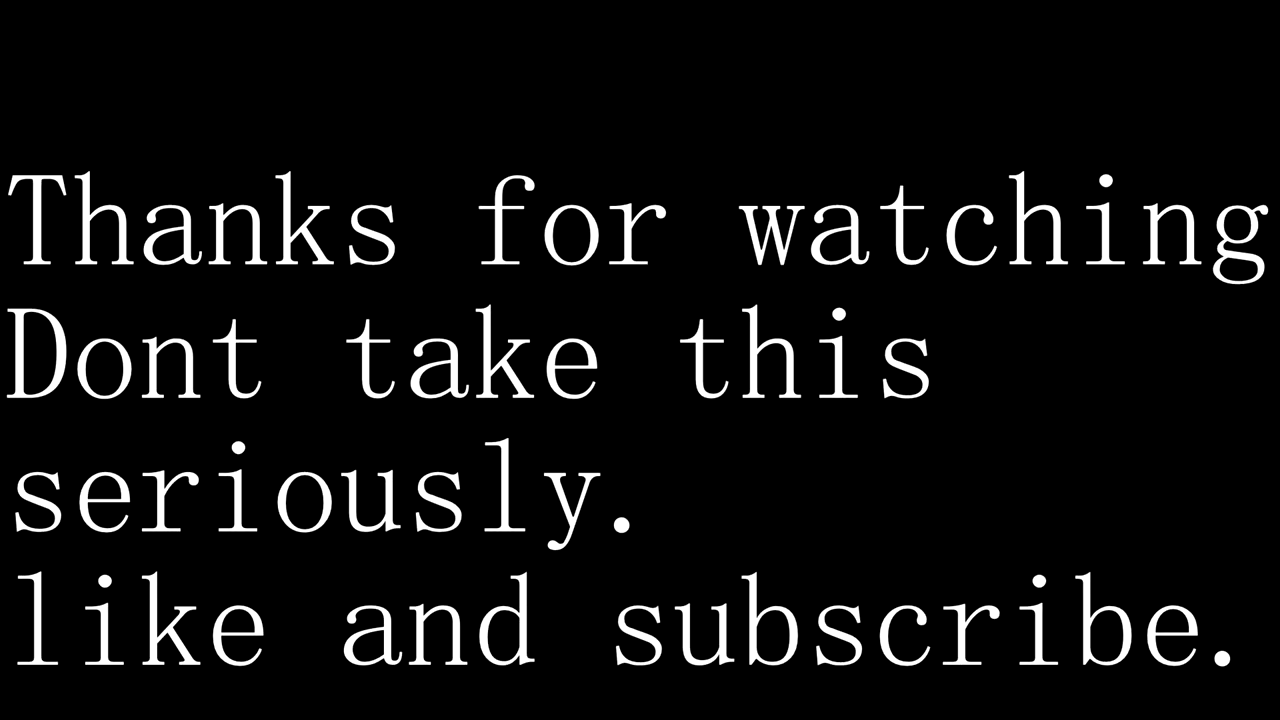 Thanks for watching
Dont take this
seriously.
like and subscribe.